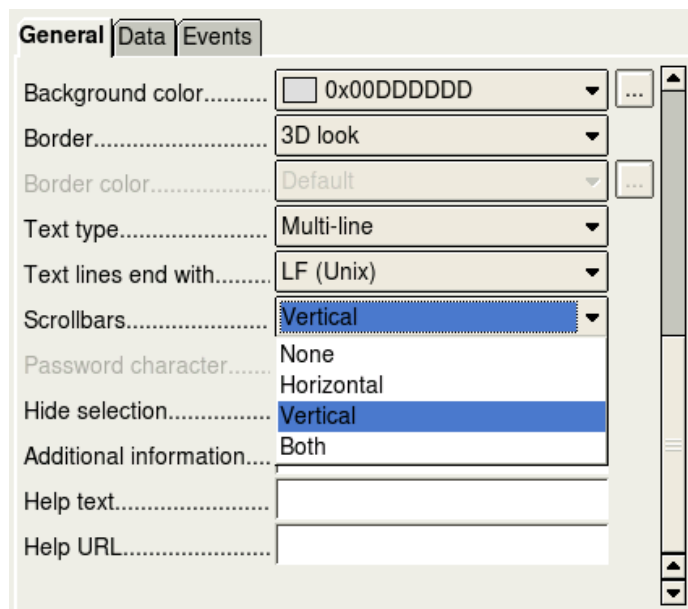 General Data Events
Background color.......... 0x00DDDDDD ...
Border............................. 3D look
Border color.................... Default ...
Text type......................... Multi-line
Text lines end with......... LF (Unix)
Scrollbars....................... Vertical
None
Password character.......
Horizontal
Hide selection................. Vertical
Both
Additional information....
Help text.........................
Help URL........................